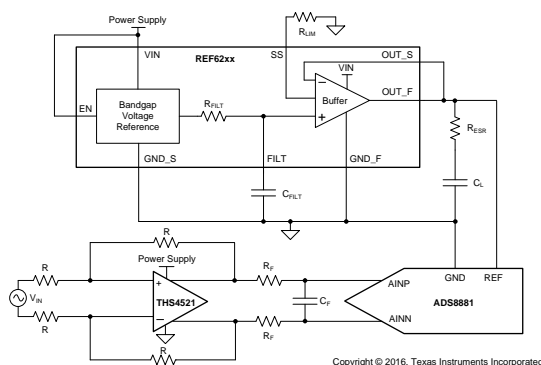 Power Supply
R_LIM
VIN
REF62xx
SS
OUT_S
VIN
OUT_F
EN
Bandgap
Voltage
Reference
R_FILT
Buffer
-
+
R_ESR
GND_S
FILT
GND_F
C_FILT
C_L
R
Power Supply
R
R_F
GND
REF
V_IN
+
-
THS4521
C_F
AINP
AINN
ADS8881
R
R_F
R
Copyright © 2016, Texas Instruments Incorporated